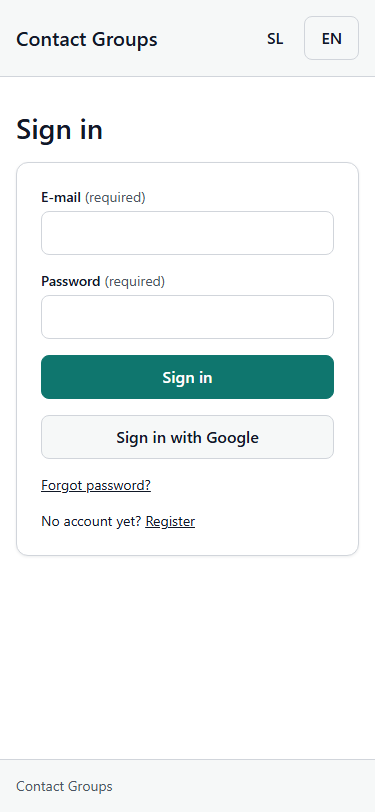 Contact Groups SL EN
Sign in
E-mail (required)
Password (required)
Sign in
Sign in with Google
Forgot password?
No account yet? Register
Contact Groups